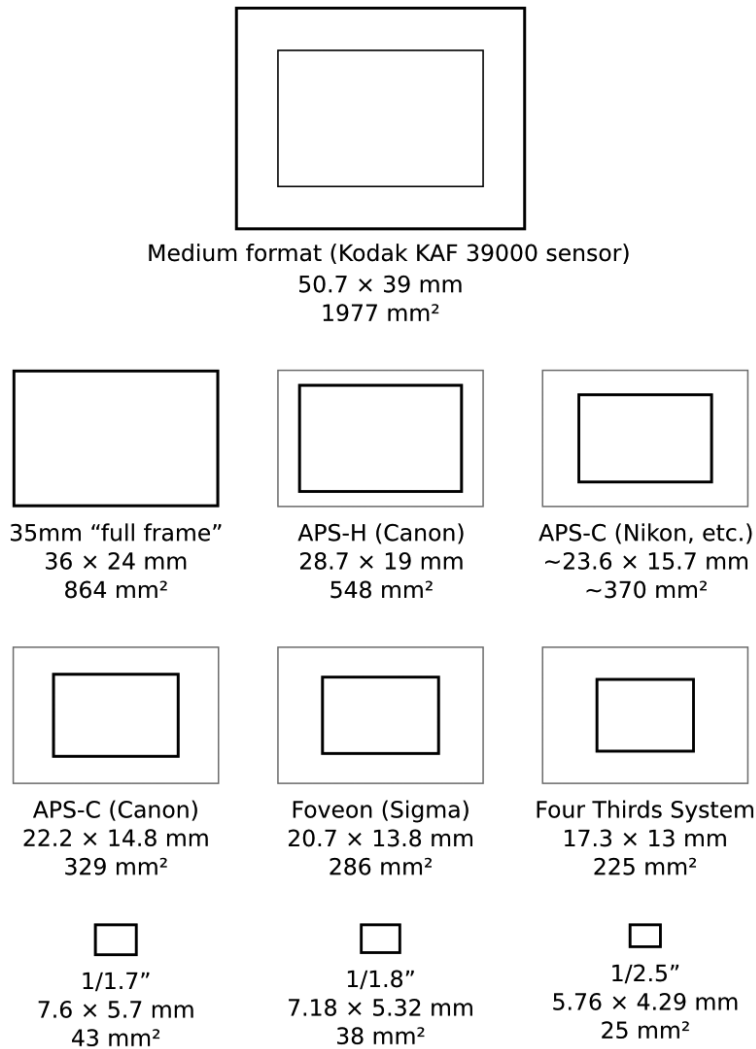 Medium format (Kodak KAF 39000 sensor)
50.7 × 39 mm
1977 mm²
35mm “full frame”
36 × 24 mm
864 mm²
APS-H (Canon)
28.7 × 19 mm
548 mm²
APS-C (Nikon, etc.)
~23.6 × 15.7 mm
~370 mm²
APS-C (Canon)
22.2 × 14.8 mm
329 mm²
Foveon (Sigma)
20.7 × 13.8 mm
286 mm²
Four Thirds System
17.3 × 13 mm
225 mm²
1/1.7”
7.6 × 5.7 mm
43 mm²
1/1.8”
7.18 × 5.32 mm
38 mm²
1/2.5”
5.76 × 4.29 mm
25 mm²